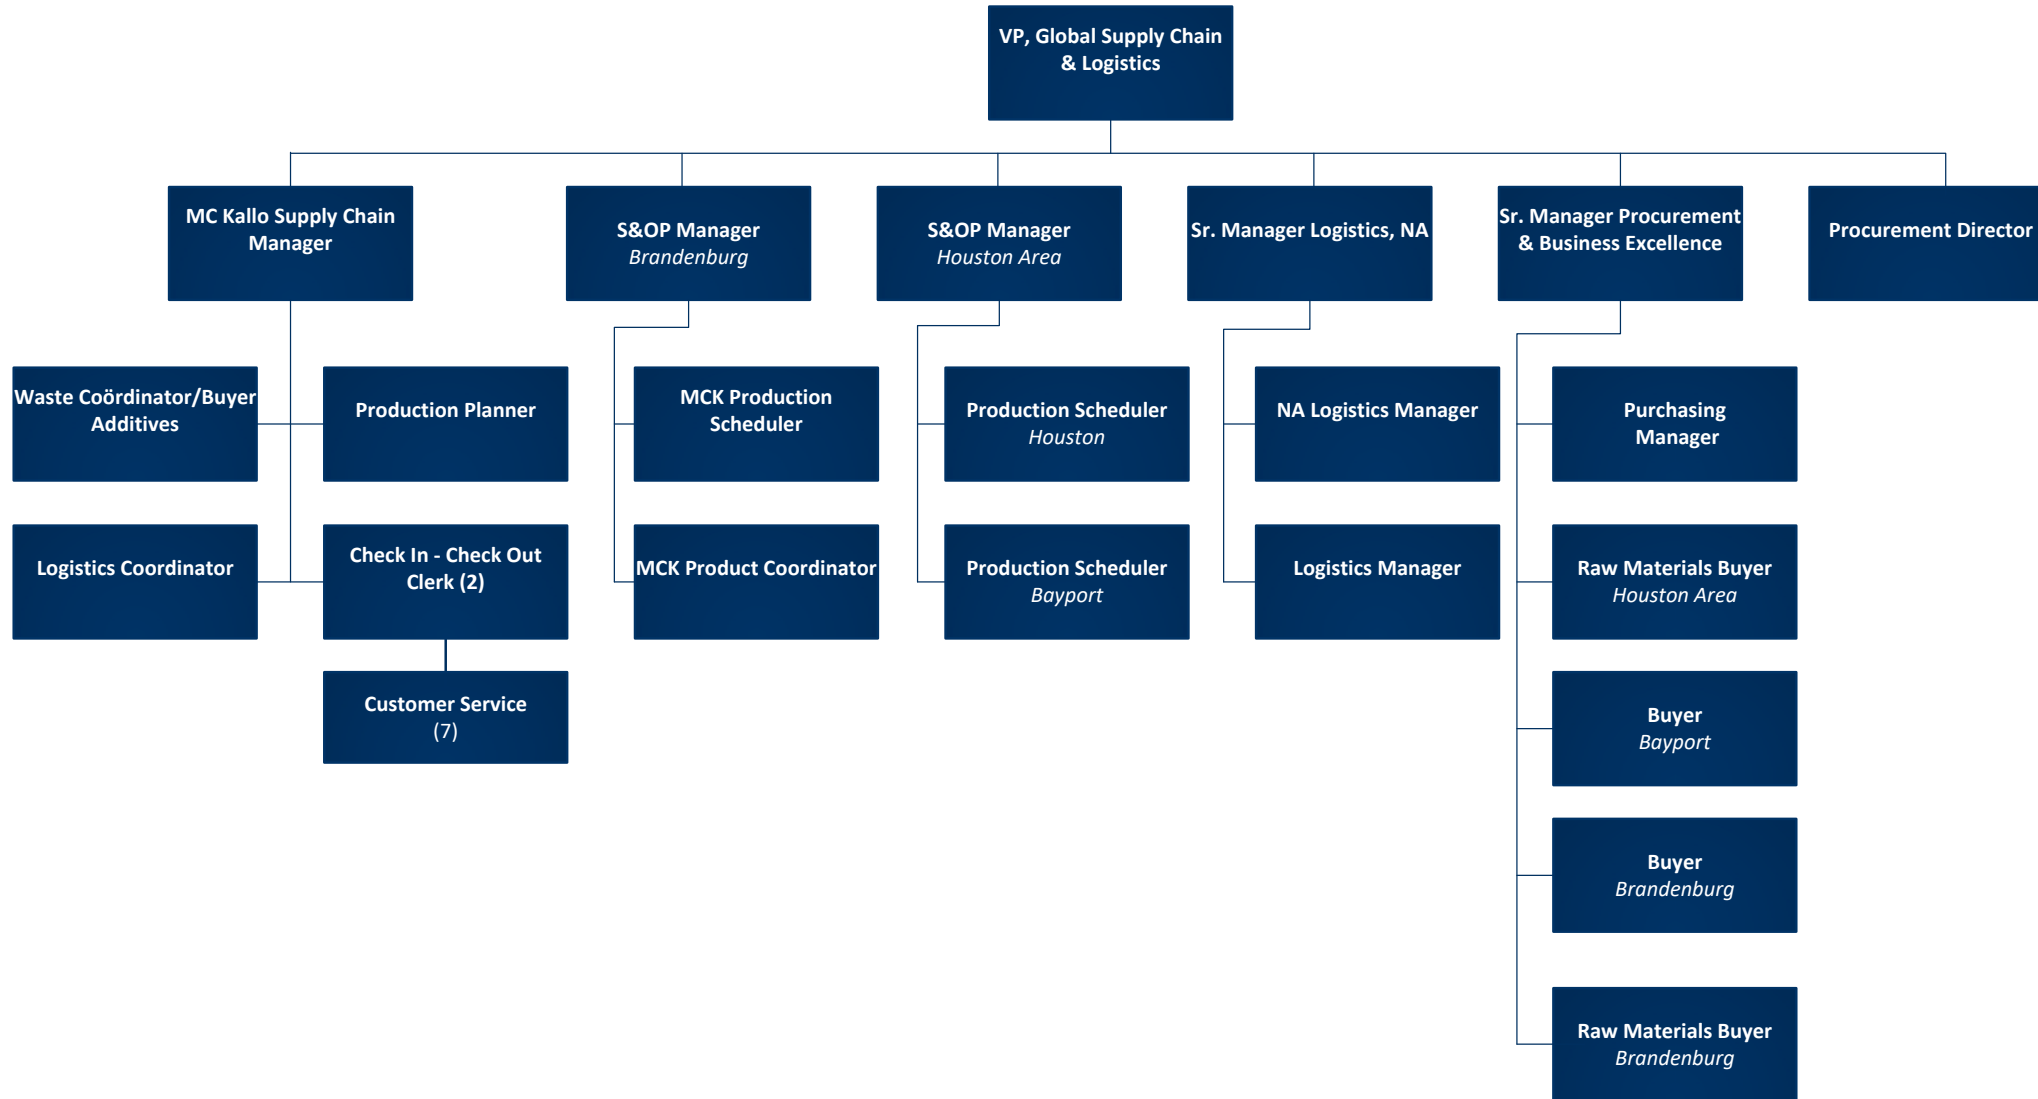 VP, Global Supply Chain
& Logistics
MC Kallo Supply Chain
Manager
S&OP Manager
Brandenburg
S&OP Manager
Houston Area
Sr. Manager Logistics, NA
Sr. Manager Procurement
& Business Excellence
Procurement Director
Waste Coördinator/Buyer
Additives
Production Planner
MCK Production
Scheduler
Production Scheduler
Houston
NA Logistics Manager
Purchasing
Manager
Logistics Coordinator
Check In - Check Out
Clerk (2)
MCK Product Coordinator
Production Scheduler
Bayport
Logistics Manager
Raw Materials Buyer
Houston Area
Customer Service
(7)
Buyer
Bayport
Buyer
Brandenburg
Raw Materials Buyer
Brandenburg